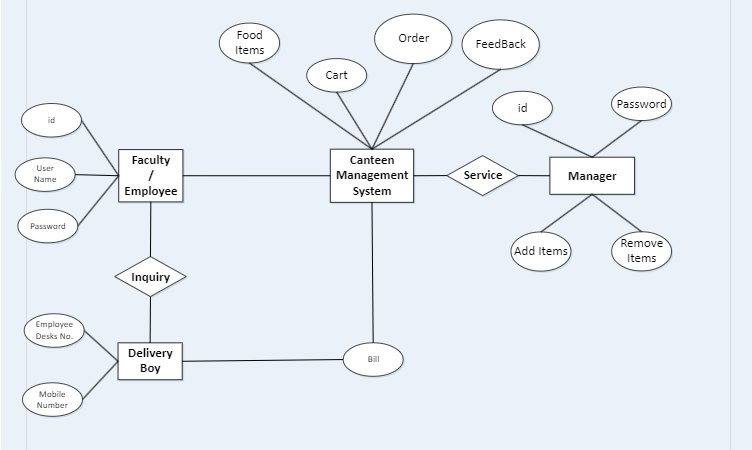 Food
Items
Order
FeedBack
Cart
id
Password
id
User
Name
Password
Faculty
/
Employee
Canteen
Management
System
Service
Manager
Add Items
Remove
Items
Inquiry
Employee
Desks No.
Delivery
Boy
Bill
Mobile
Number